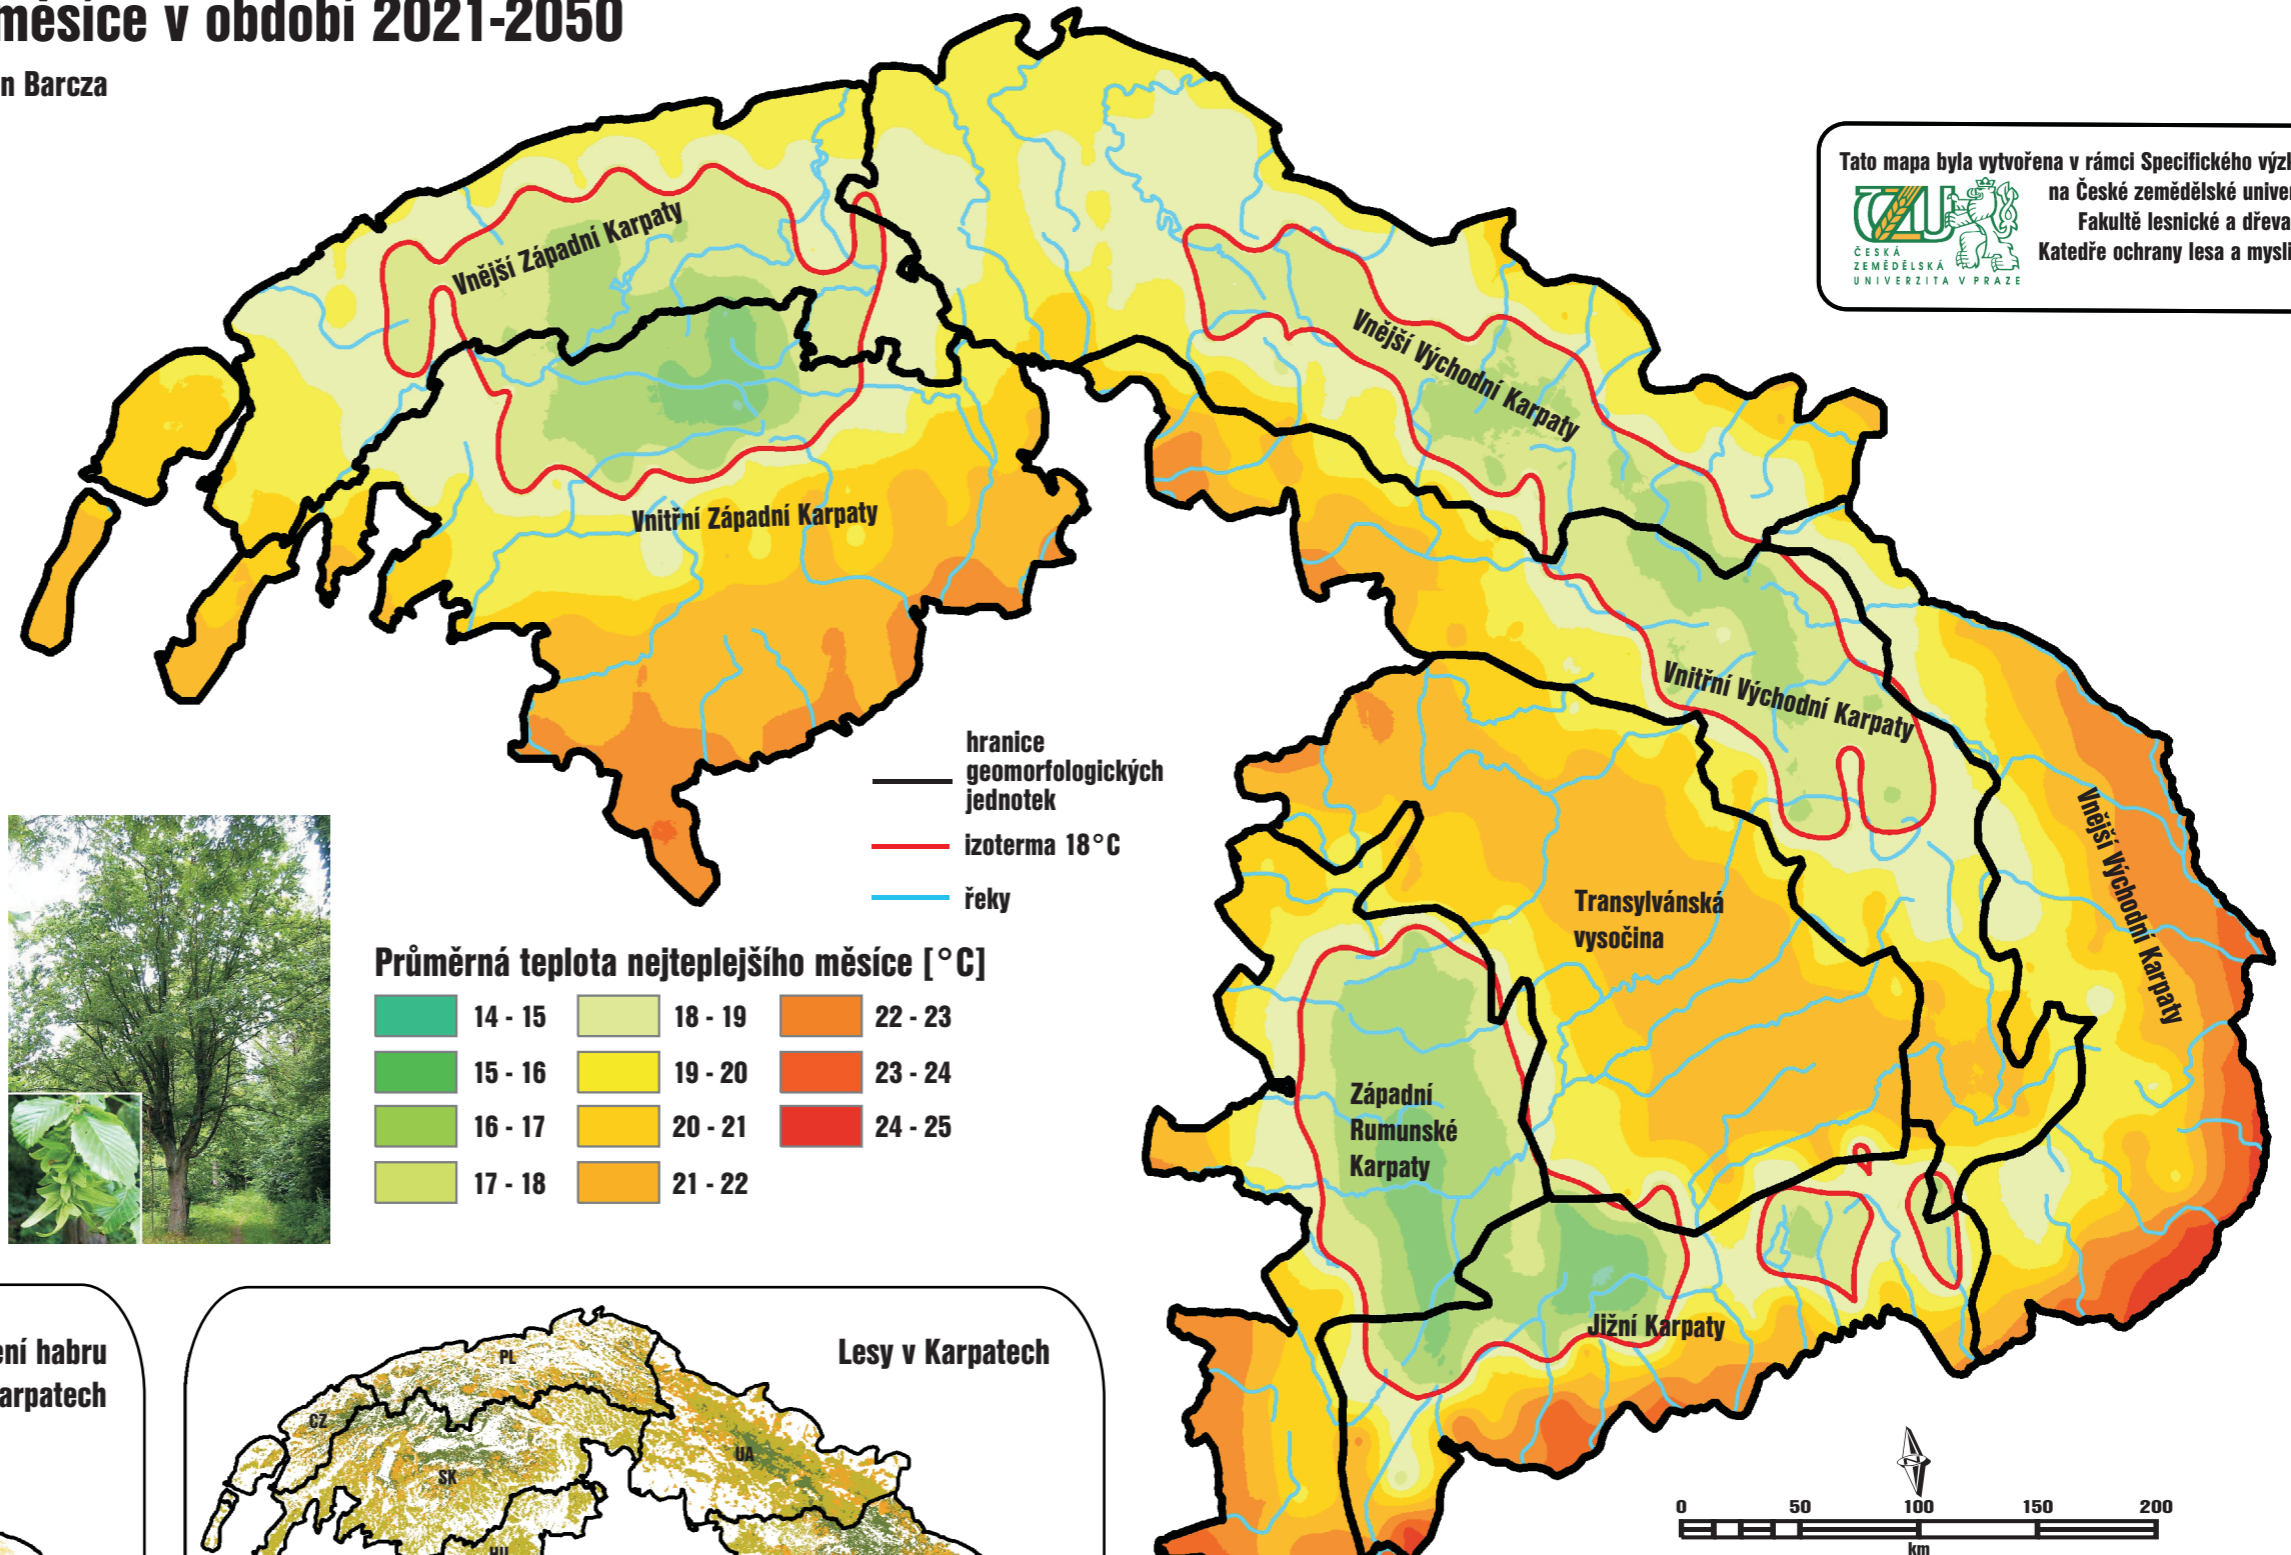 měsíce v období 2021-2050
n Barcza
Tato mapa byla vytvořena v rámci Specifického
na České zemědělské
Fakultě lesnické a
Katedře ochrany lesa a
CZU
ČESKÁ
ZEMĚDĚLSKÁ
UNIVERZITA V PRAZE
Vnější Západní Karpaty
Vnější Východní Karpaty
Vnitřní Západní Karpaty
Vnitřní Východní Karpaty
Vnější Východní Karpaty
Transylvánská
vysočina
Západní
Rumunské
Karpaty
Jižní Karpaty
hranice
geomorfologických
jednotek
izoterma 18°C
řeky
Průměrná teplota nejteplejšího měsíce [°C]
14 - 15
15 - 16
16 - 17
17 - 18
18 - 19
19 - 20
20 - 21
21 - 22
22 - 23
23 - 24
24 - 25
ení habru
arpatech
Lesy v Karpatech
PL
CZ
SK
UA
HU
0 50 100 150 200
km